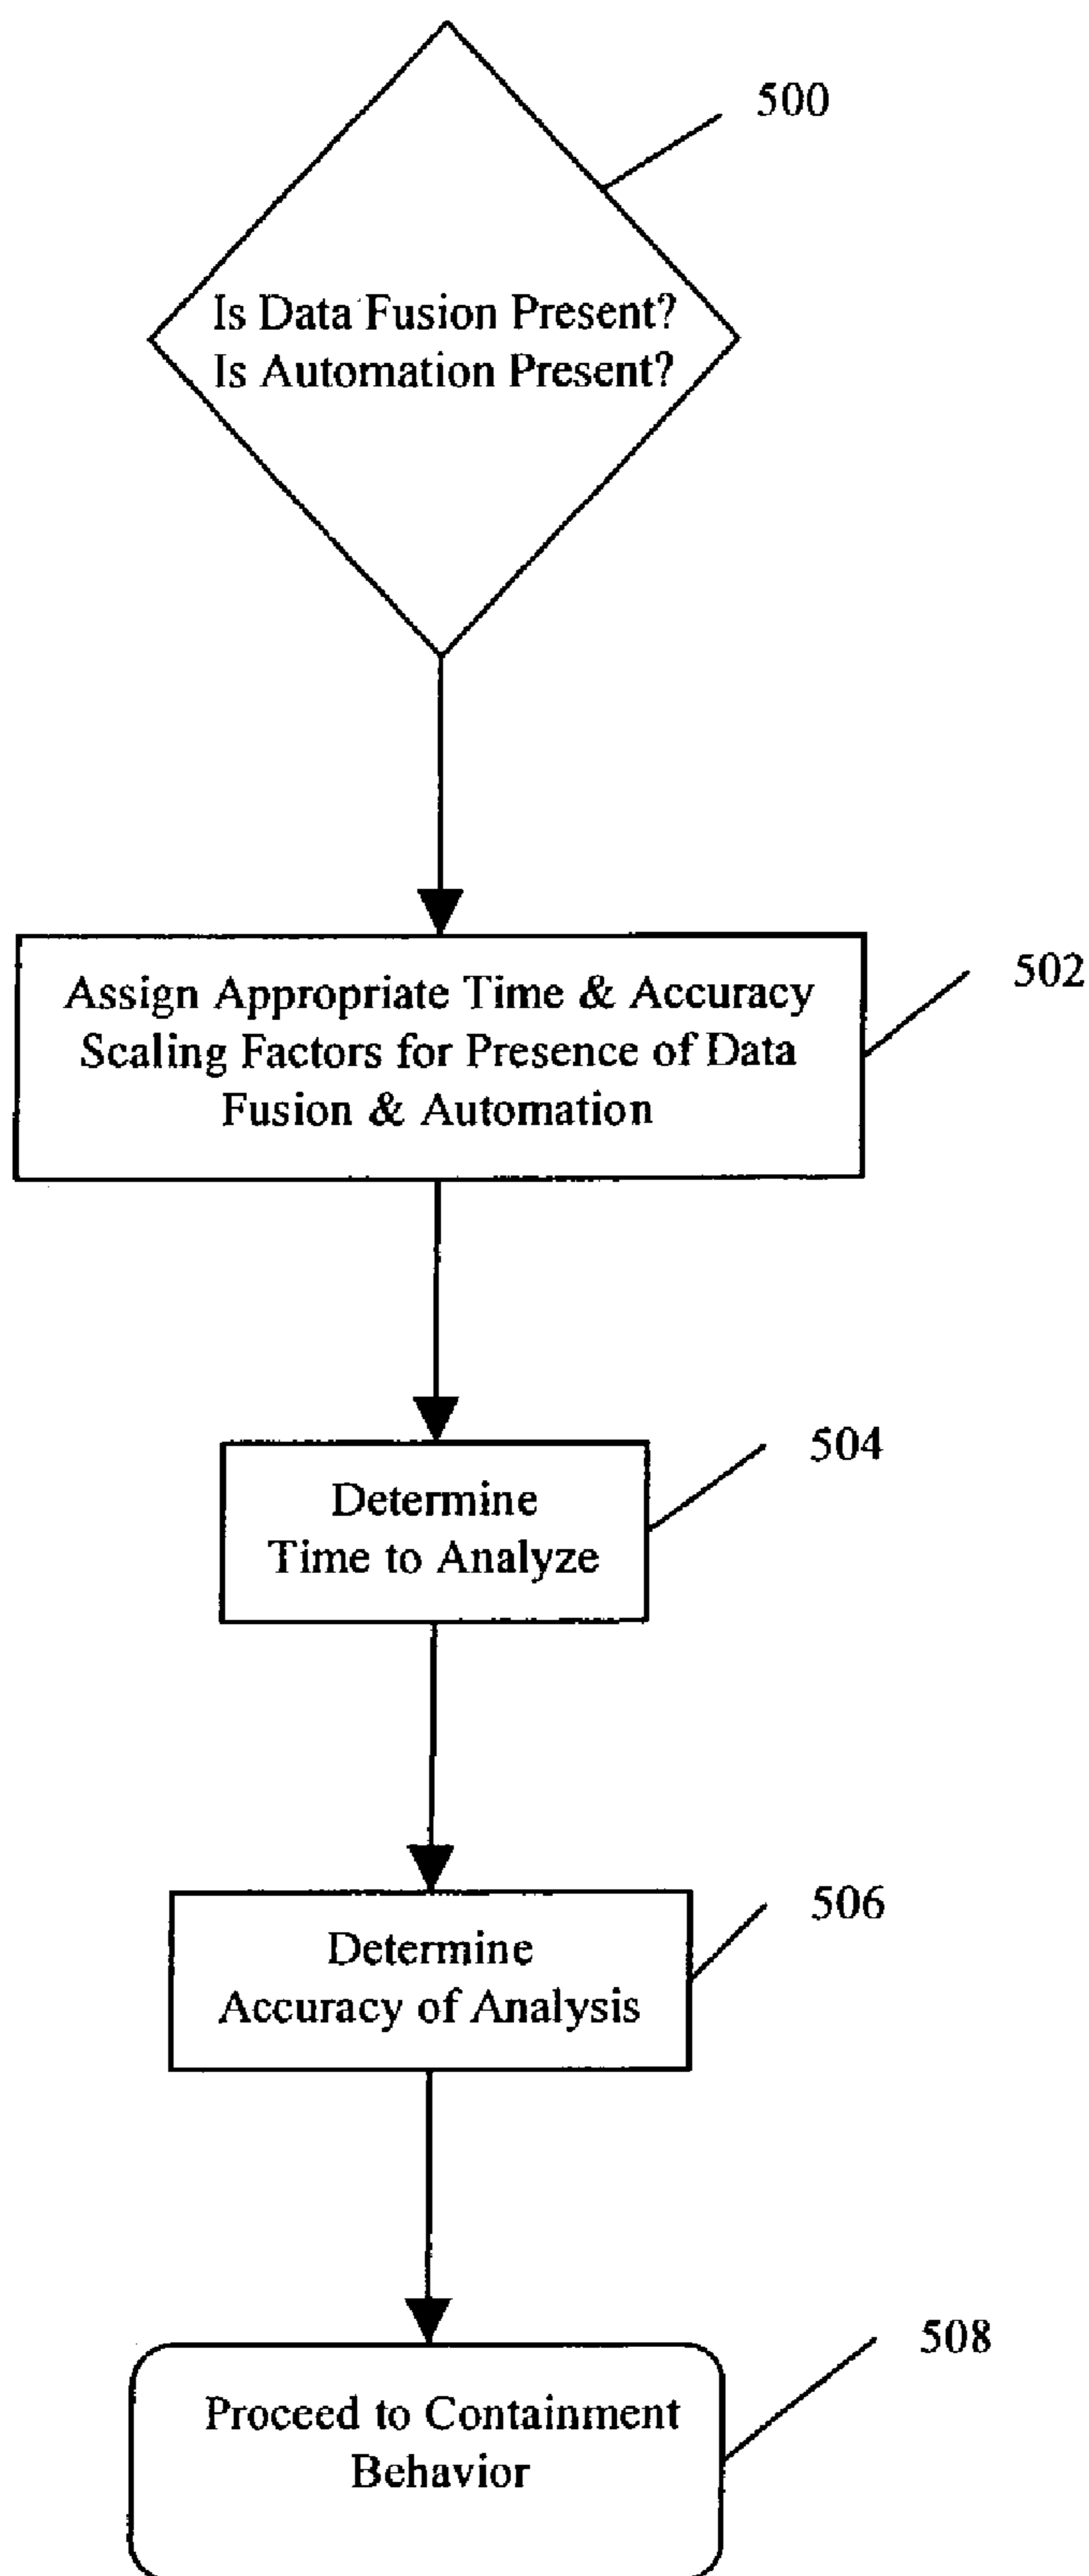 500
Is Data Fusion Present?
Is Automation Present?
502
Assign Appropriate Time & Accuracy
Scaling Factors for Presence of Data
Fusion & Automation
504
Determine
Time to Analyze
506
Determine
Accuracy of Analysis
508
Proceed to Containment
Behavior